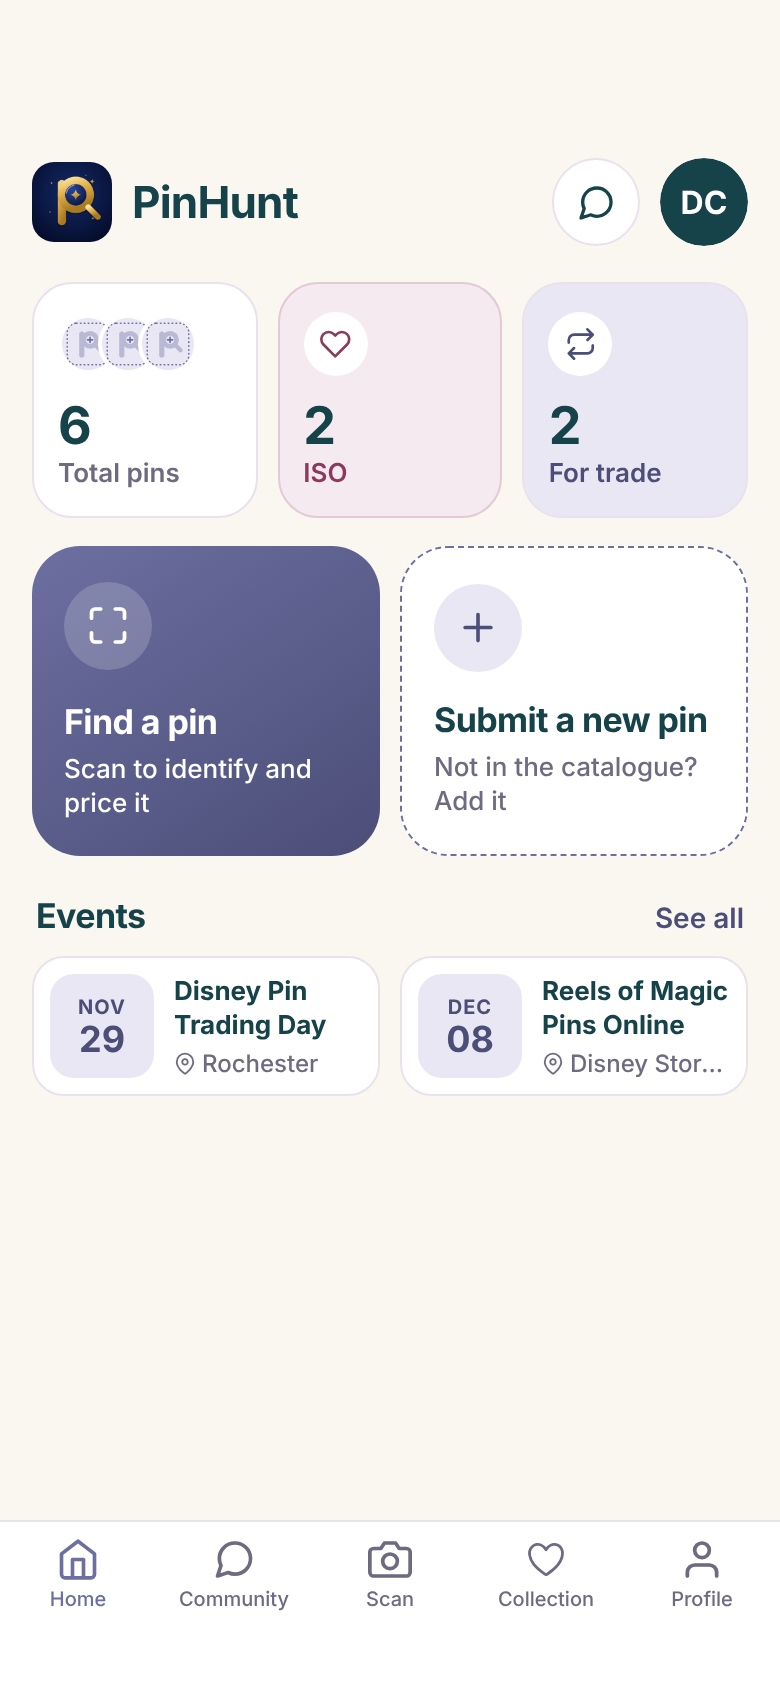 PinHunt
DC
6
Total pins
2
ISO
2
For trade
Find a pin
Scan to identify and
price it
Submit a new pin
Not in the catalogue?
Add it
Events
See all
NOV
29
Disney Pin
Trading Day
Rochester
DEC
08
Reels of Magic
Pins Online
Disney Stor...
Home
Community
Scan
Collection
Profile